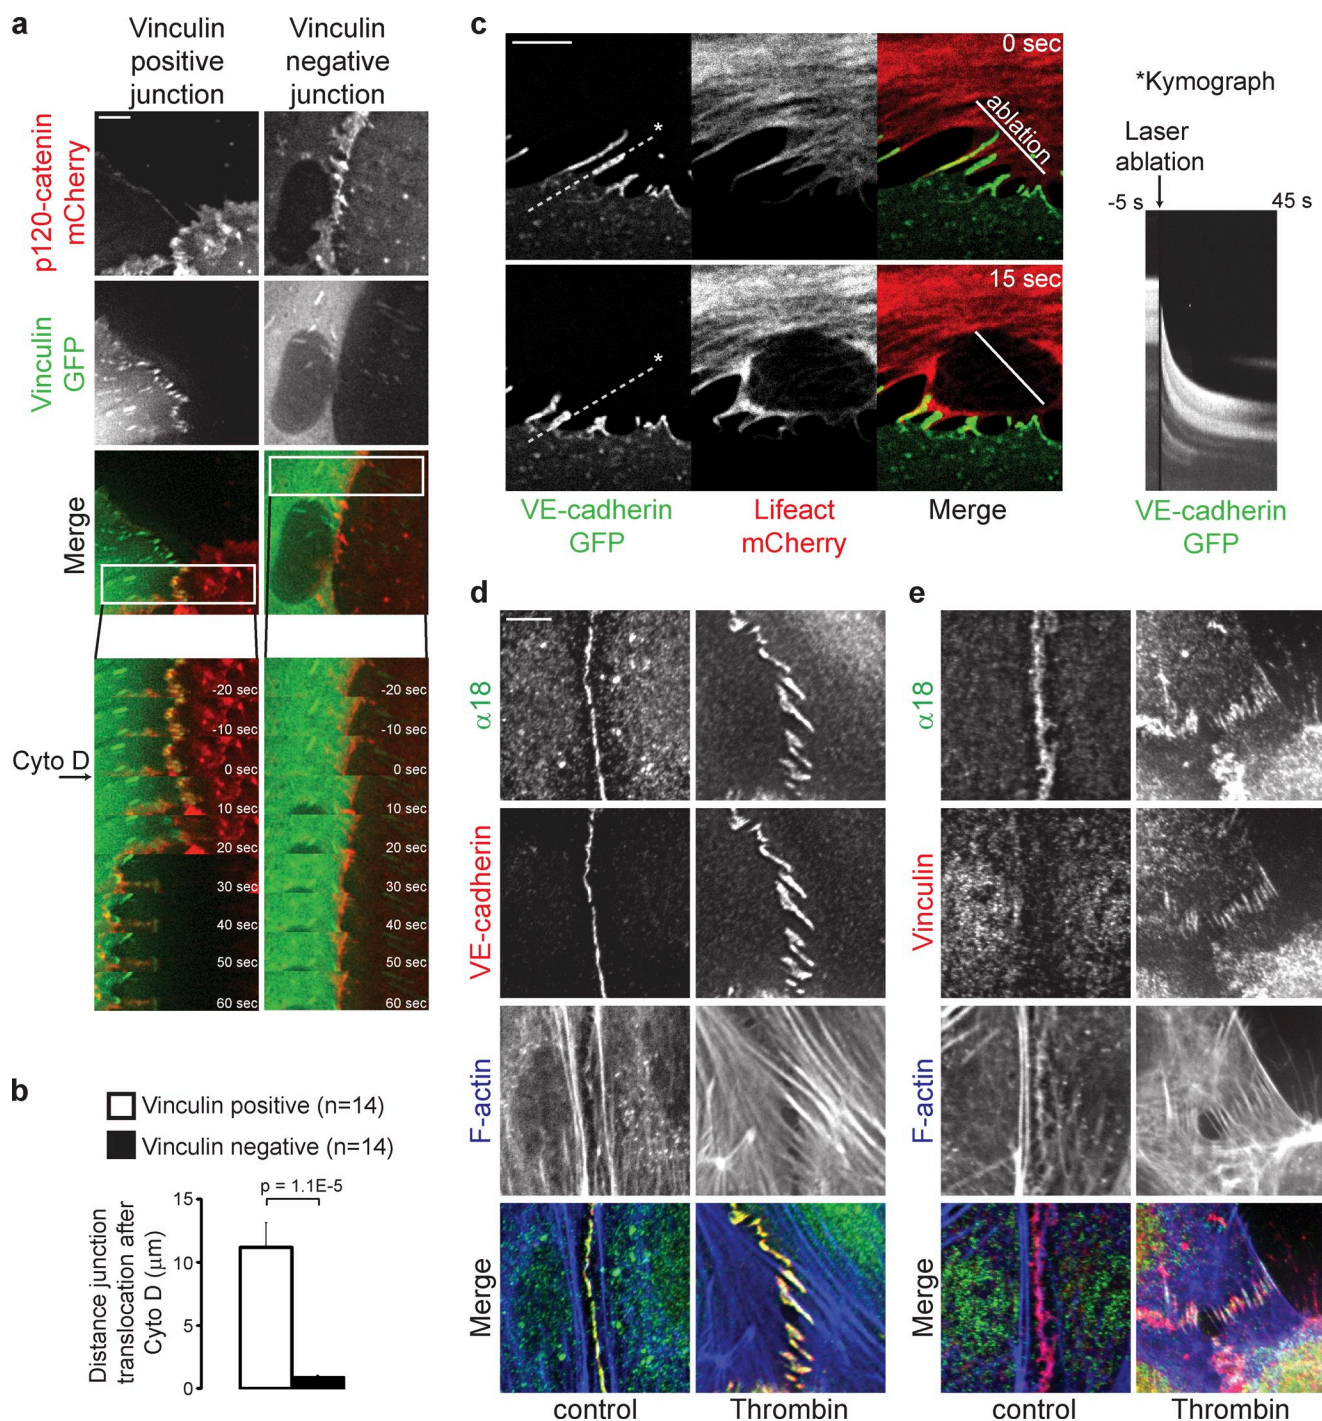 a
Vinculin
positive
junction
Vinculin
negative
junction
p120-catenin
mCherry
Vinculin
GFP
Merge
-20 sec
-10 sec
0 sec
10 sec
20 sec
30 sec
40 sec
50 sec
60 sec
-20 sec
-10 sec
0 sec
10 sec
20 sec
30 sec
40 sec
50 sec
60 sec
Cyto D
b
Vinculin positive (n=14)
Vinculin negative (n=14)
p = 1.1E-5
15
10
5
0
Distance junction
translocation after
Cyto D (μm)
c
0 sec
ablation
*
15 sec
*
VE-cadherin
GFP
Lifeact
mCherry
Merge
*Kymograph
Laser
ablation
-5 s
45 s
VE-cadherin
GFP
d
α18
VE-cadherin
F-actin
Merge
control
Thrombin
e
α18
Vinculin
F-actin
Merge
control
Thrombin